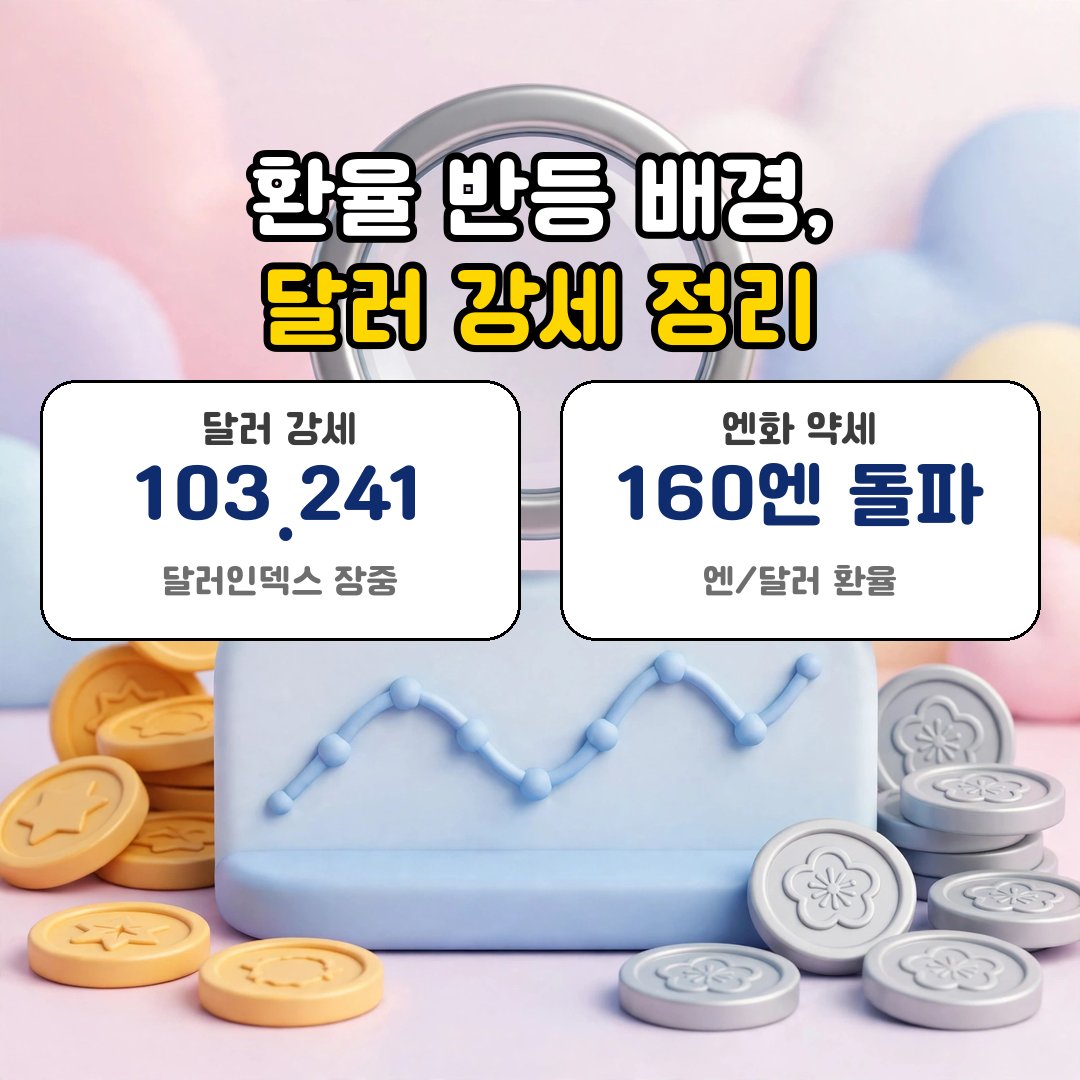 환율 반등 배경,
달러 강세 정리
달러 강세
103.241
달러인덱스 장중
엔화 약세
160엔 돌파
엔/달러 환율